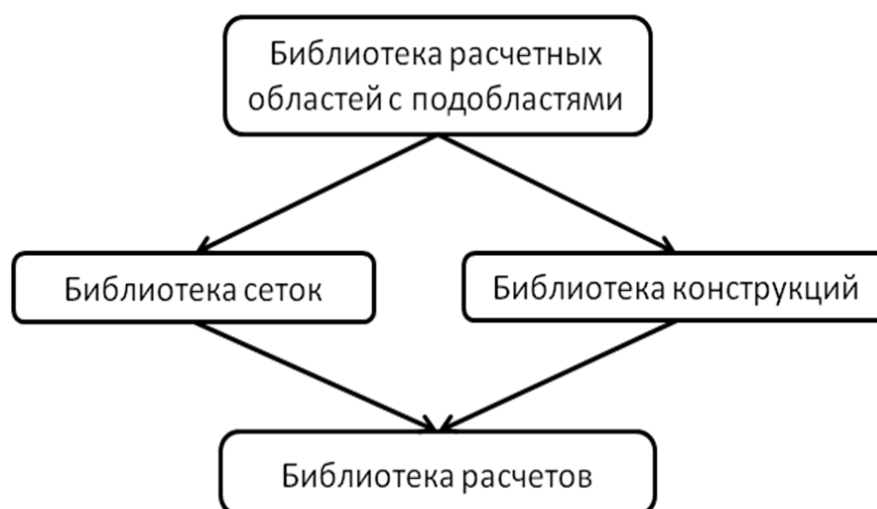 Библиотека расчетных
областей с подобластями
Библиотека сеток
Библиотека конструкций
Библиотека расчетов